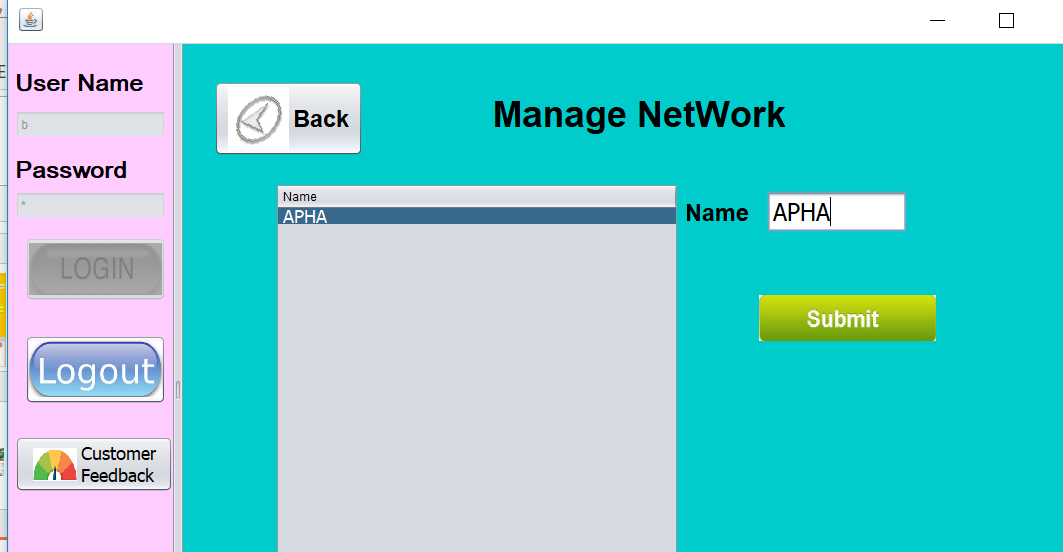 User Name
b
Password
*
LOGIN
Logout
Customer
Feedback
Back
Manage NetWork
Name
APHA
Name
APHA
Submit